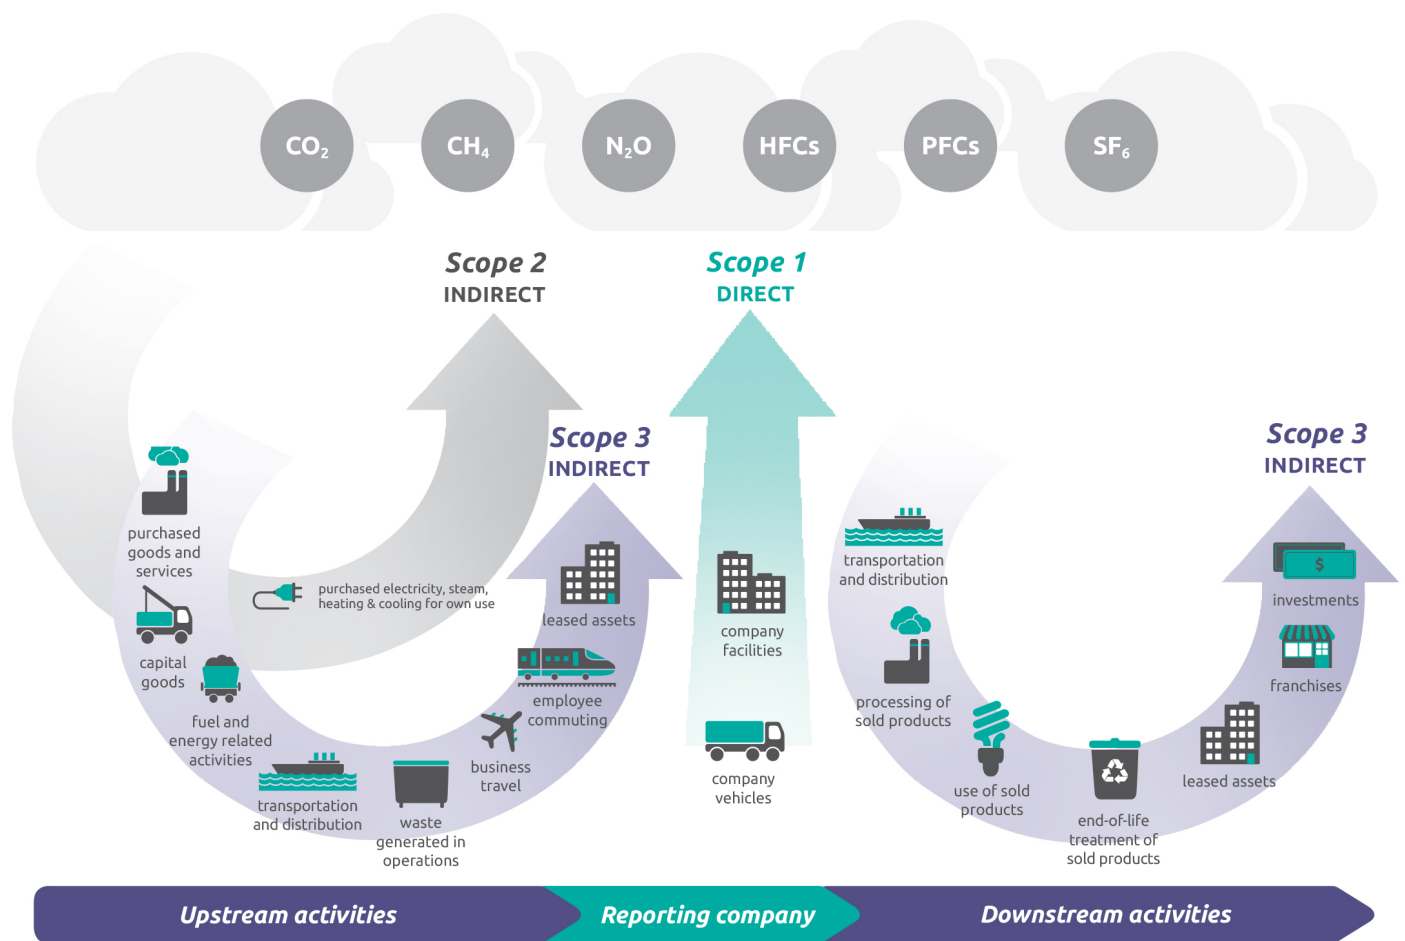 CO₂
CH₄
N₂O
HFCs
PFCs
SF₆
Scope 2
INDIRECT
Scope 1
DIRECT
Scope 3
INDIRECT
Scope 3
INDIRECT
purchased
goods and
services
capital
goods
fuel and
energy related
activities
transportation
and distribution
waste
generated in
operations
business
travel
employee
commuting
leased assets
purchased electricity, steam,
heating & cooling for own use
company
facilities
company
vehicles
transportation
and distribution
processing of
sold products
use of sold
products
end-of-life
treatment of
sold products
leased assets
franchises
$
investments
Upstream activities
Reporting company
Downstream activities